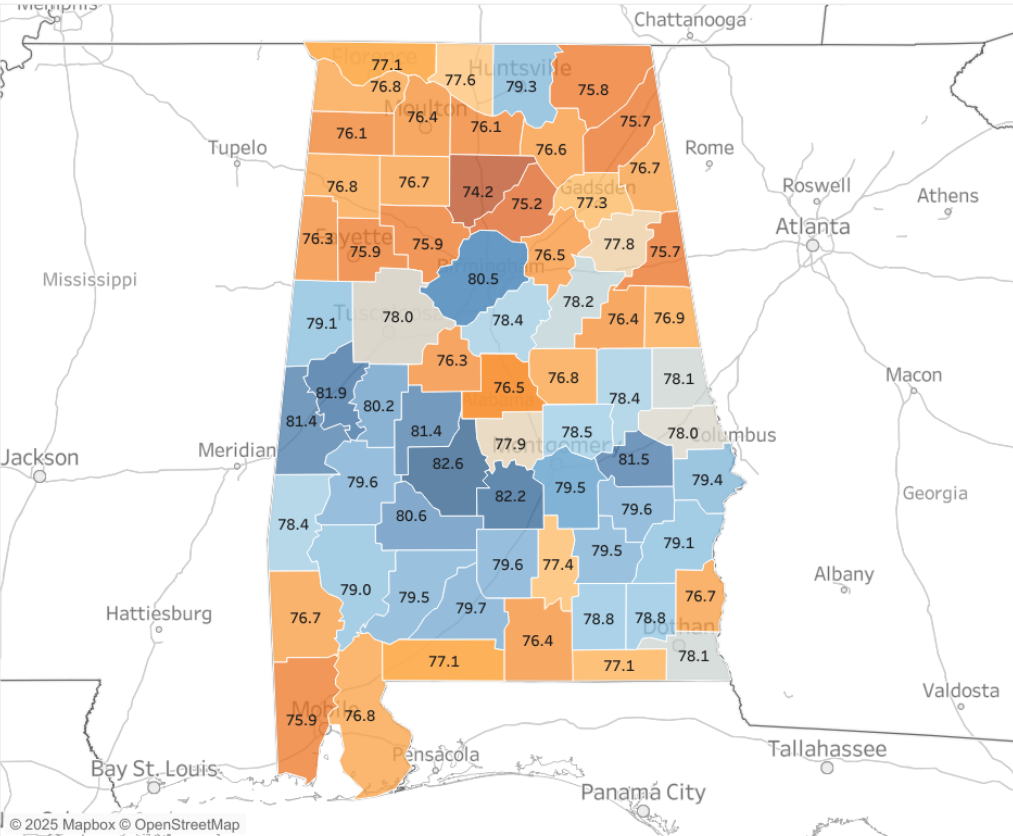 Memphis
Chattanooga
Florence
77.1
77.6
Huntsville
79.3
75.8
76.8
Moulton
76.4
76.1
76.1
75.7
Tupelo
76.6
Rome
76.7
76.8
76.7
74.2
75.2
Gadsden
77.3
Roswell
Athens
Atlanta
76.3
Fayette
75.9
75.9
76.5
77.8
75.7
Birmingham
80.5
Mississippi
78.2
79.1
Tuscaloosa
78.0
78.4
76.4
76.9
76.3
76.8
78.1
Macon
81.9
80.2
76.5
Alabama
78.4
81.4
81.4
77.9
Montgomery
78.5
78.0
Columbus
Jackson
Meridian
82.6
81.5
79.6
82.2
79.5
79.4
Georgia
78.4
80.6
79.6
79.5
79.1
79.0
79.5
79.6
77.4
Albany
Hattiesburg
76.7
79.7
76.4
78.8
78.8
76.7
Dothan
77.1
77.1
78.1
Valdosta
75.9
Mobile
76.8
Pensacola
Tallahassee
Bay St. Louis
Panamá City
© 2025 Mapbox © OpenStreetMap